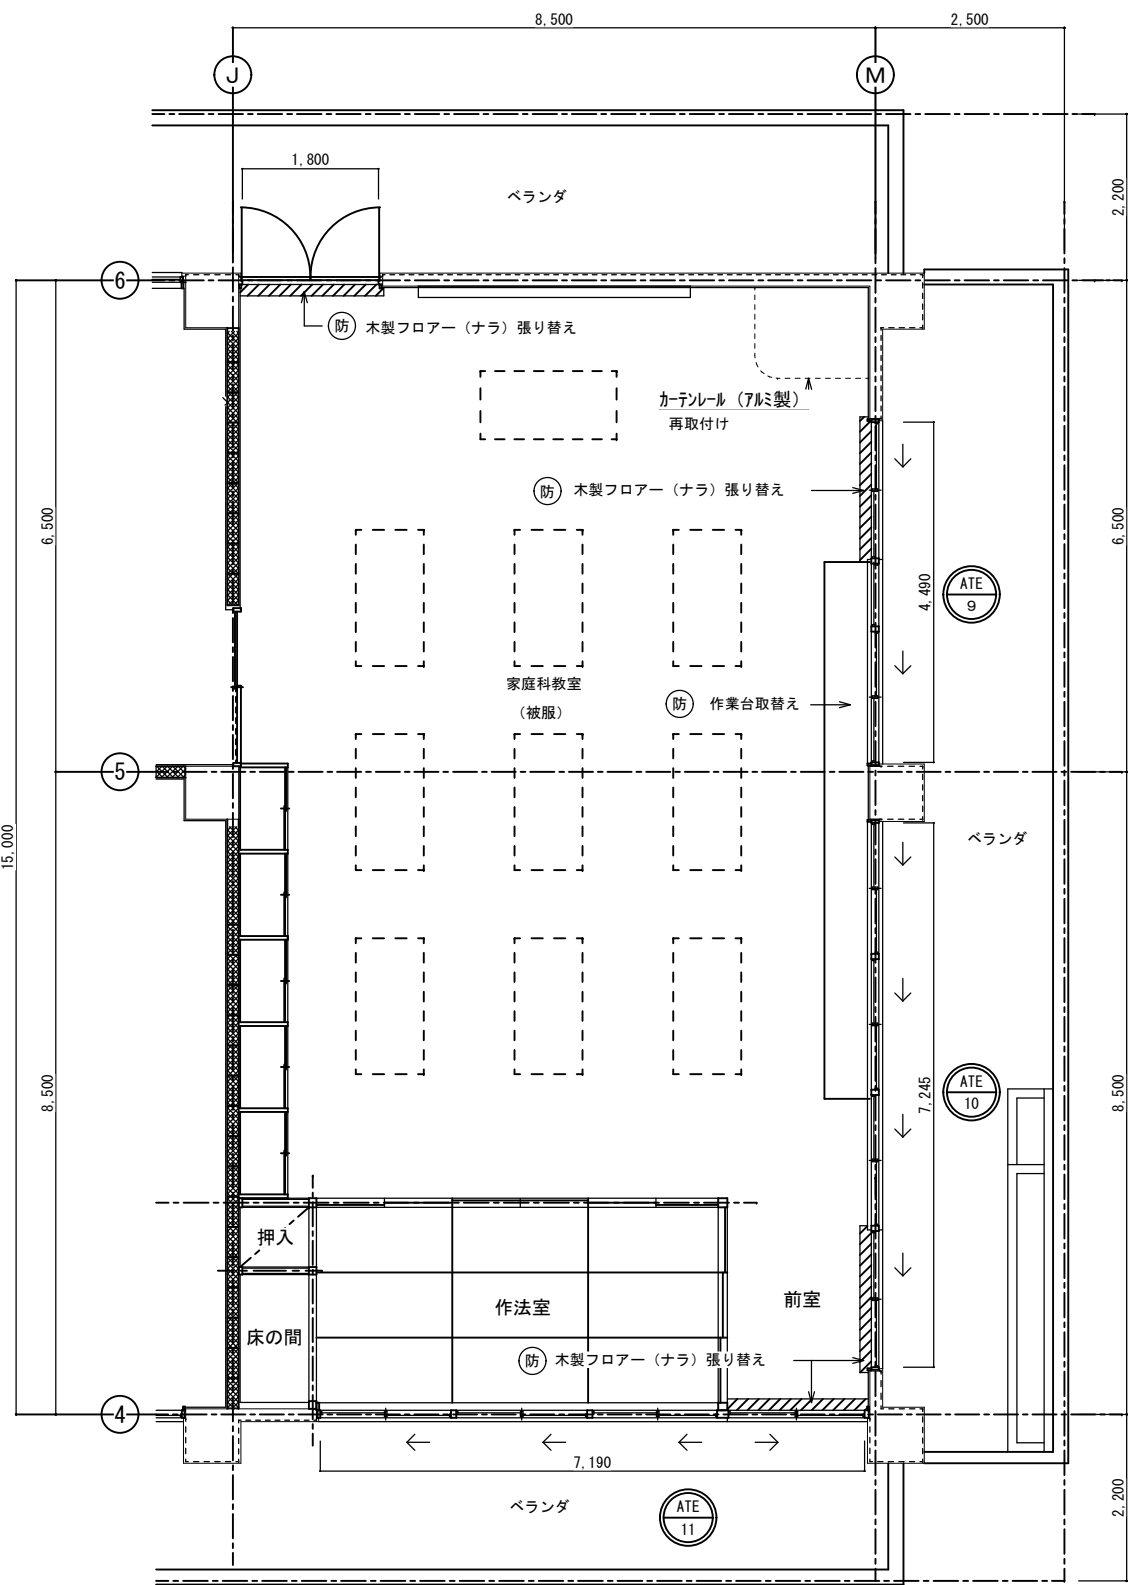 8,500
2,500
J
M
1,800
ベランダ
2,200
6
防 木製フロアー（ナラ）張り替え
カーテンレール（アルミ製）
再取付け
防 木製フロアー（ナラ）張り替え
6,500
6,500
4,490
ATE
9
家庭科教室
（被服）
防 作業台取替え
5
15,000
ベランダ
8,500
7,245
ATE
10
8,500
押入
作法室
前室
床の間
防 木製フロアー（ナラ）張り替え
4
7,190
ベランダ
ATE
11
2,200